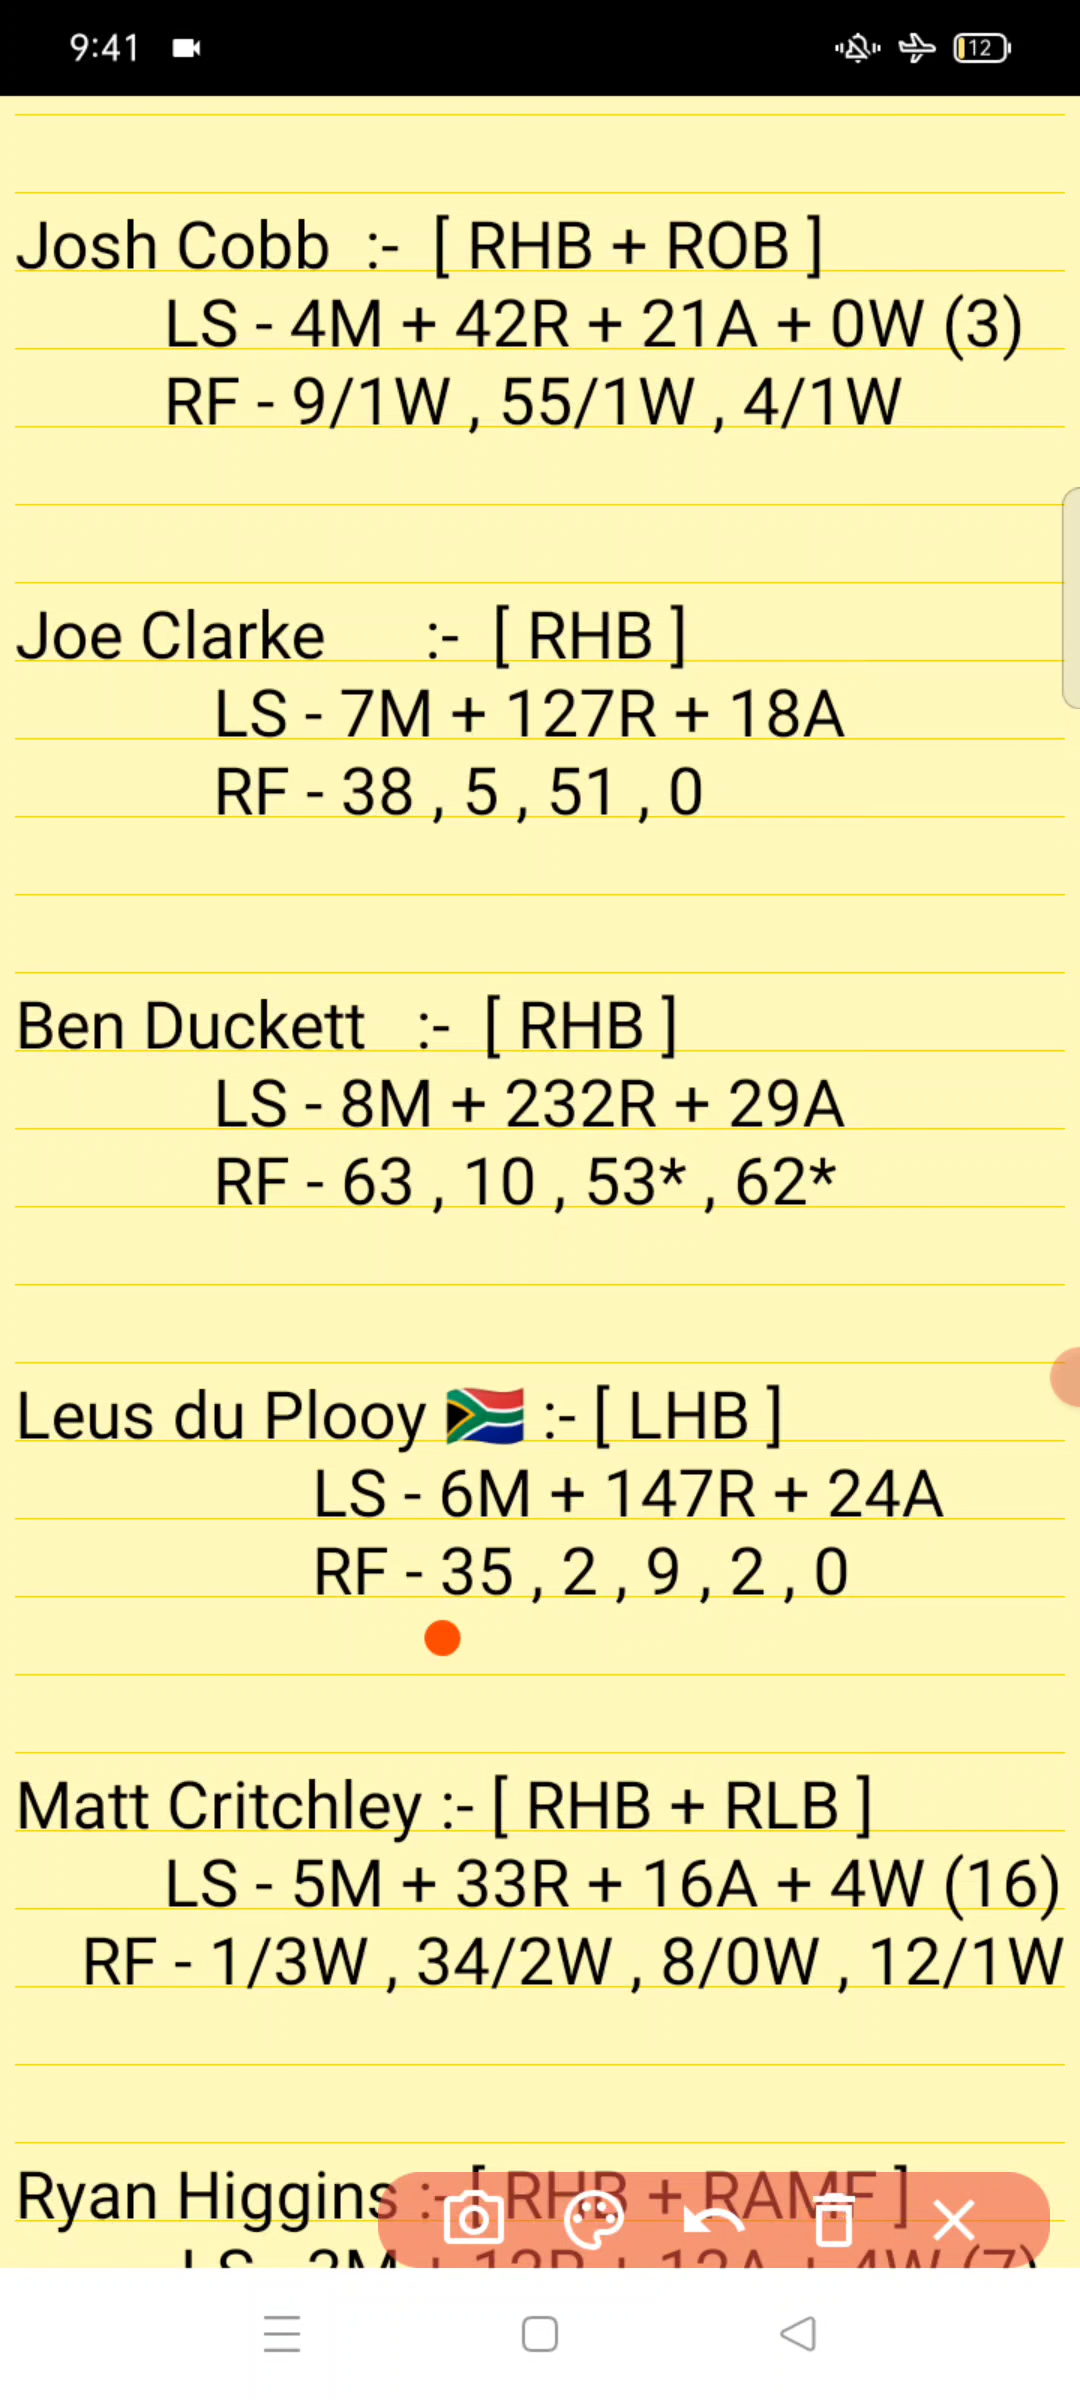 9:41
12
Josh Cobb :- [ RHB + ROB ]
LS - 4M + 42R + 21A + 0W (3)
RF - 9/1W , 55/1W , 4/1W
Joe Clarke :- [ RHB ]
LS - 7M + 127R + 18A
RF - 38 , 5 , 51 , 0
Ben Duckett :- [ RHB ]
LS - 8M + 232R + 29A
RF - 63 , 10 , 53* , 62*
Leus du Plooy 🇿🇦 :- [ LHB ]
LS - 6M + 147R + 24A
RF - 35 , 2 , 9 , 2 , 0
Matt Critchley :- [ RHB + RLB ]
LS - 5M + 33R + 16A + 4W (16)
RF - 1/3W , 34/2W , 8/0W , 12/1W
Ryan Higgins :- [ RHB + RAMF ]